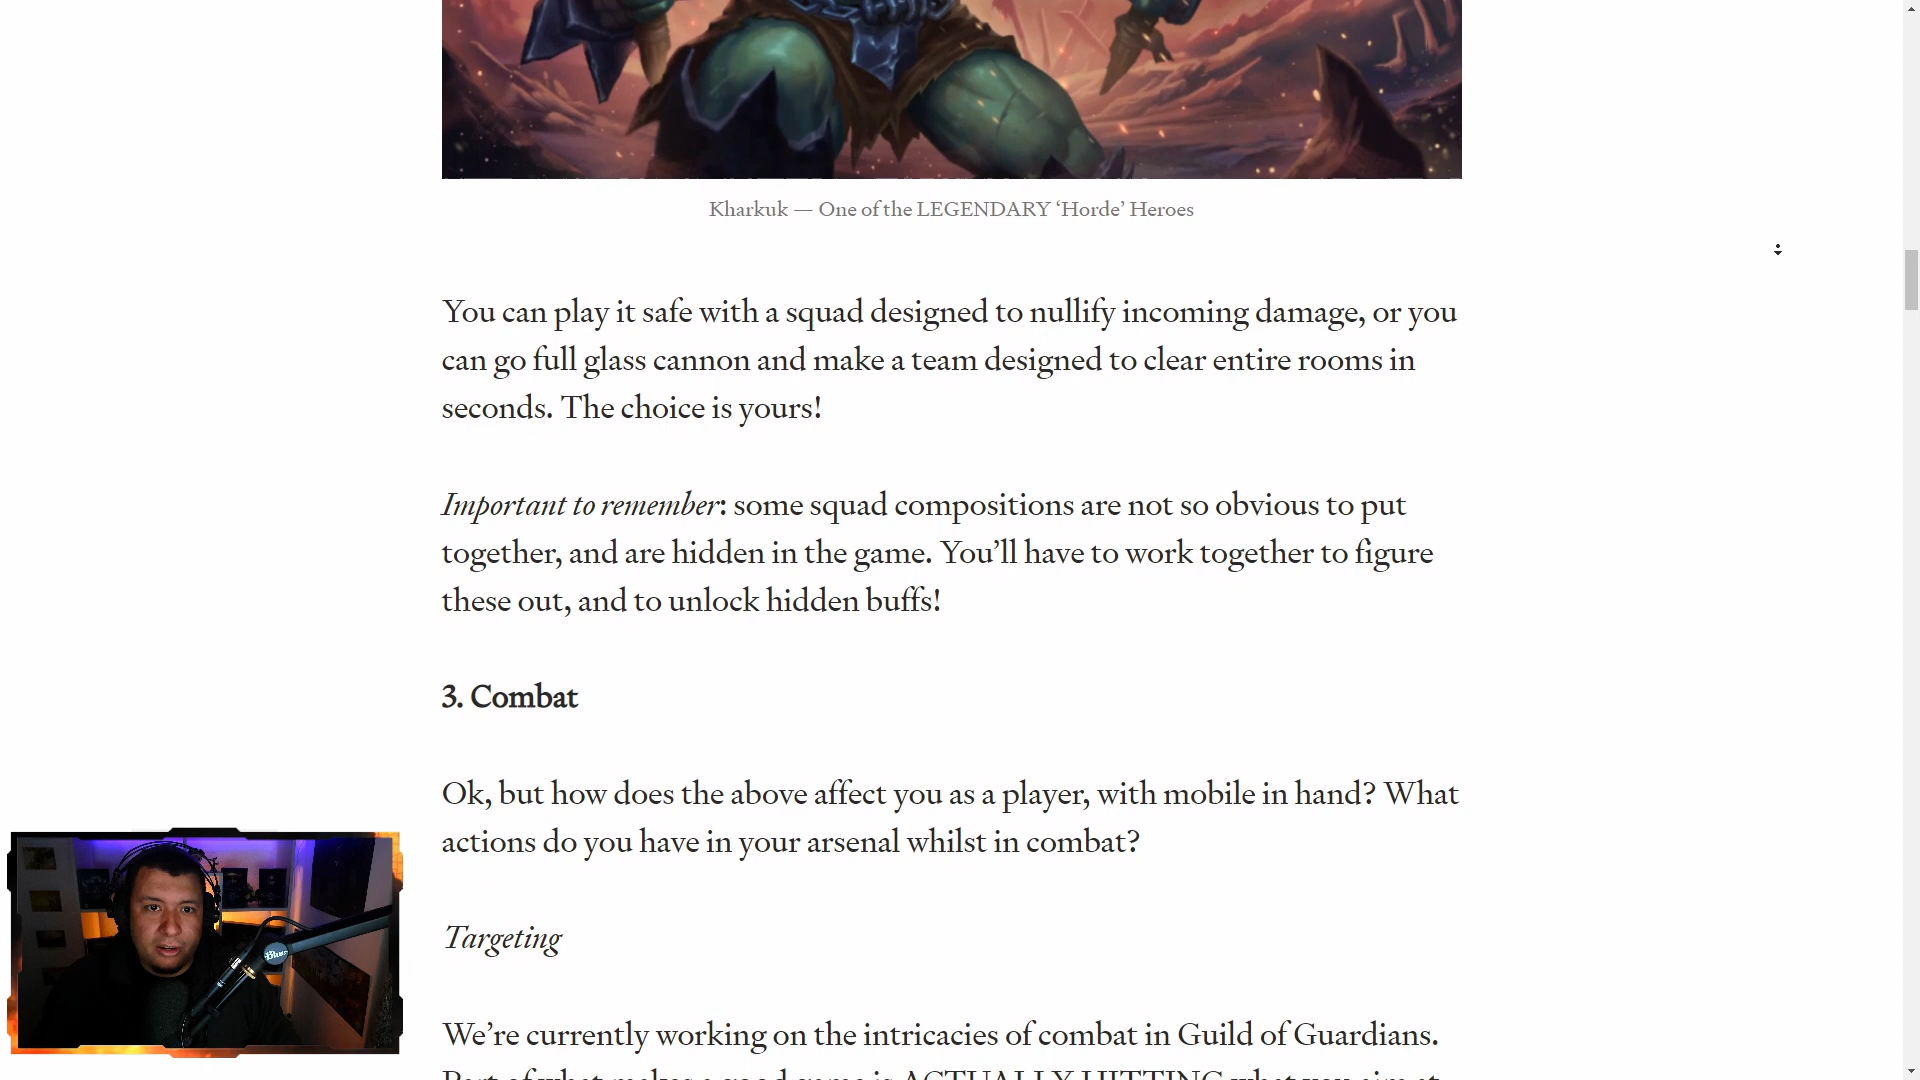 Kharkuk — One of the LEGENDARY ‘Horde’ Heroes
You can play it safe with a squad designed to nullify incoming damage, or you
can go full glass cannon and make a team designed to clear entire rooms in
seconds. The choice is yours!
Important to remember: some squad compositions are not so obvious to put
together, and are hidden in the game. You’ll have to work together to figure
these out, and to unlock hidden buffs!
3. Combat
Ok, but how does the above affect you as a player, with mobile in hand? What
actions do you have in your arsenal whilst in combat?
Targeting
We’re currently working on the intricacies of combat in Guild of Guardians.
Part of what makes a good game is ACTUALLY HITTING what you aim at
Blue